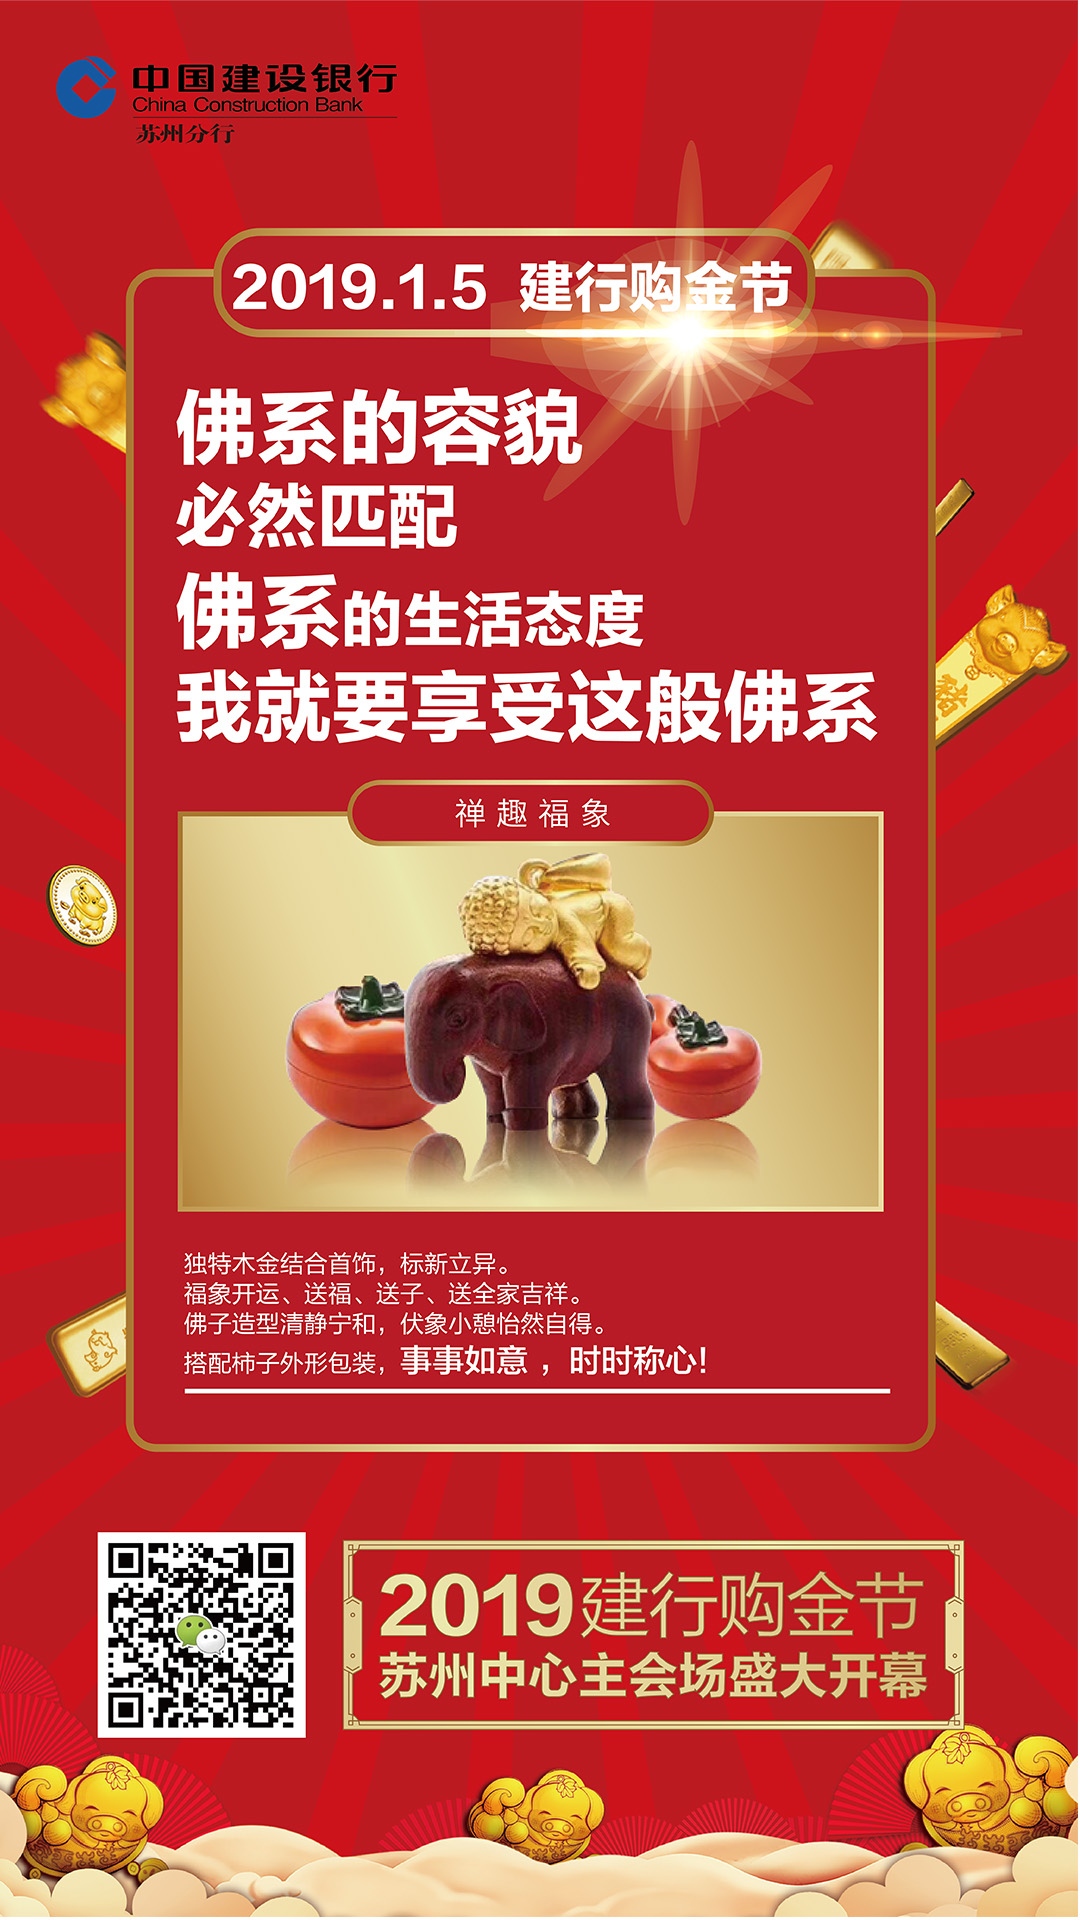 中国建设银行
China Construction Bank
苏州分行
2019.1.5 建行购金节
佛系的容貌
必然匹配
佛系的生活态度
我就要享受这般佛系
禅趣福象
猪
独特木金结合首饰，标新立异。
福象开运、送福、送子、送全家吉祥。
佛子造型清静宁和，伏象小憩怡然自得。
搭配柿子外形包装，事事如意，时时称心!
2019建行购金节
苏州中心主会场盛大开幕